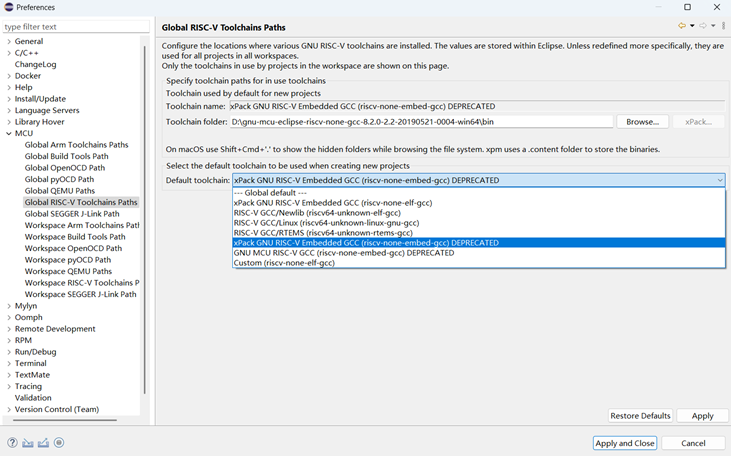 Preferences
type filter text
General
C/C++
ChangeLog
Docker
Help
Install/Update
Language Servers
Library Hover
MCU
Global Arm Toolchains Paths
Global Build Tools Path
Global OpenOCD Path
Global pyOCD Path
Global QEMU Paths
Global RISC-V Toolchains Paths
Global SEGGER J-Link Path
Workspace Arm Toolchains Patl
Workspace Build Tools Path
Workspace OpenOCD Path
Workspace pyOCD Path
Workspace QEMU Paths
Workspace RISC-V Toolchains P
Workspace SEGGER J-Link Path
Mylyn
Oomph
Remote Development
RPM
Run/Debug
Terminal
TextMate
Tracing
Validation
Version Control (Team)
Global RISC-V Toolchains Paths
Configure the locations where various GNU RISC-V toolchains are installed. The values are stored within Eclipse. Unless redefined more specifically, they are
used for all projects in all workspaces.
Only the toolchains in use by projects in the workspace are shown on this page.
Specify toolchain paths for in use toolchains
Toolchain used by default for new projects
Toolchain name: xPack GNU RISC-V Embedded GCC (riscv-none-embed-gcc) DEPRECATED
Toolchain folder: D:\gnu-mcu-eclipse-riscv-none-gcc-8.2.0-2.2-20190521-0004-win64\bin
Browse...
xPack...
On macOS use Shift+Cmd+'.' to show the hidden folders while browsing the file system. xpm uses a .content folder to store the binaries.
Select the default toolchain to be used when creating new projects
Default toolchain: xPack GNU RISC-V Embedded GCC (riscv-none-embed-gcc) DEPRECATED
--- Global default ---
xPack GNU RISC-V Embedded GCC (riscv-none-elf-gcc)
RISC-V GCC/Newlib (riscv64-unknown-elf-gcc)
RISC-V GCC/Linux (riscv64-unknown-linux-gnu-gcc)
RISC-V GCC/RTEMS (riscv64-unknown-rtems-gcc)
xPack GNU RISC-V Embedded GCC (riscv-none-embed-gcc) DEPRECATED
GNU MCU RISC-V GCC (riscv-none-embed-gcc) DEPRECATED
Custom (riscv-none-elf-gcc)
Restore Defaults
Apply
Apply and Close
Cancel